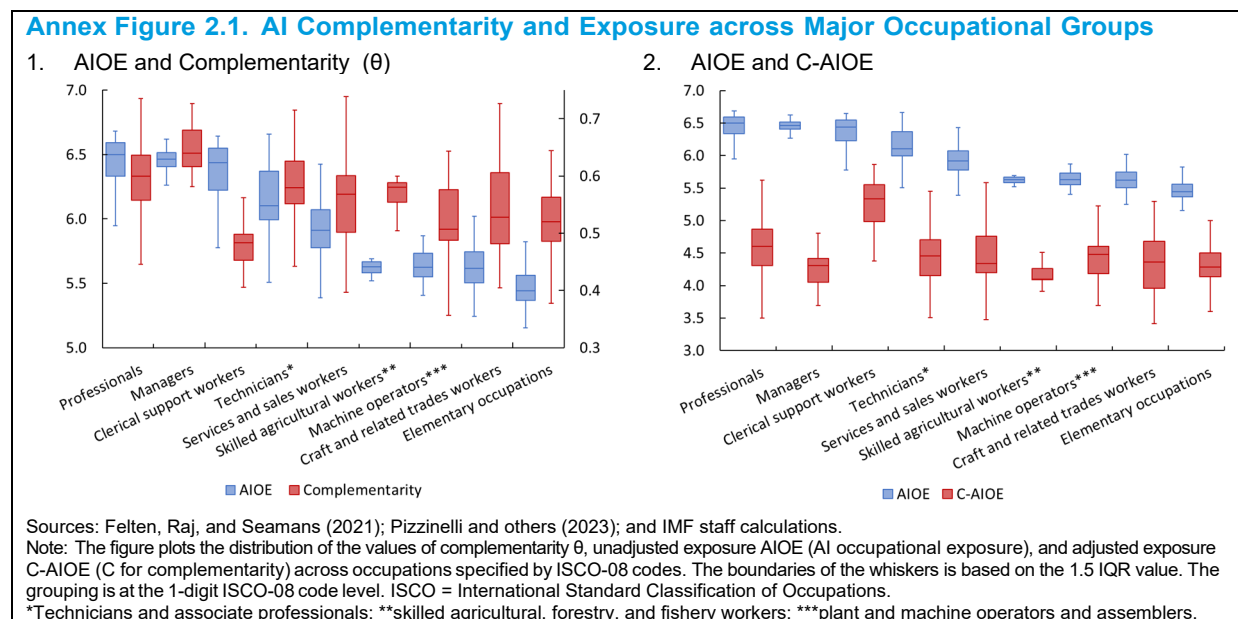 Annex Figure 2.1. AI Complementarity and Exposure across Major Occupational Groups
1. AIOE and Complementarity (θ)
7.0
6.5
6.0
5.5
5.0
0.7
0.6
0.5
0.4
0.3
Professionals
Managers
Clerical support workers
Technicians*
Services and sales workers
Skilled agricultural workers**
Machine operators***
Craft and related trades workers
Elementary occupations
AIOE Complementarity
2. AIOE and C-AIOE
7.0
6.5
6.0
5.5
5.0
4.5
4.0
3.5
3.0
Professionals
Managers
Clerical support workers
Technicians*
Services and sales workers
Skilled agricultural workers**
Machine operators***
Craft and related trades workers
Elementary occupations
AIOE C-AIOE
Sources: Felten, Raj, and Seamans (2021); Pizzinelli and others (2023); and IMF staff calculations.
Note: The figure plots the distribution of the values of complementarity θ, unadjusted exposure AIOE (AI occupational exposure), and adjusted exposure
C-AIOE (C for complementarity) across occupations specified by ISCO-08 codes. The boundaries of the whiskers is based on the 1.5 IQR value. The
grouping is at the 1-digit ISCO-08 code level. ISCO = International Standard Classification of Occupations.
*Technicians and associate professionals; **skilled agricultural, forestry, and fishery workers; ***plant and machine operators and assemblers.